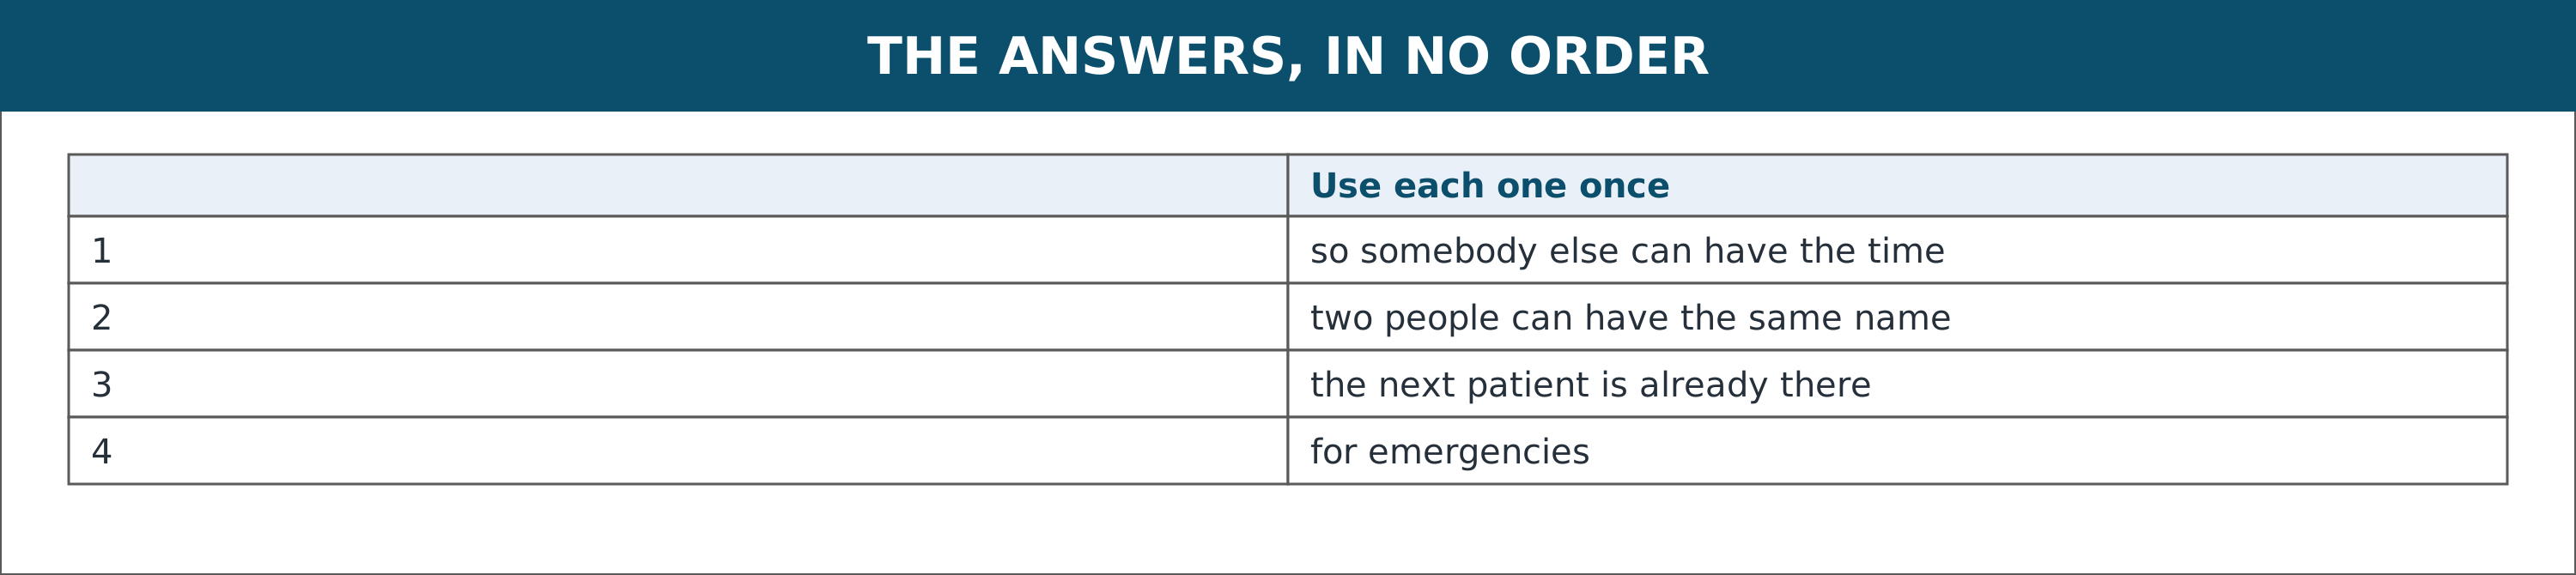 THE ANSWERS, IN NO ORDER
Use each one once
1 so somebody else can have the time
2 two people can have the same name
3 the next patient is already there
4 for emergencies